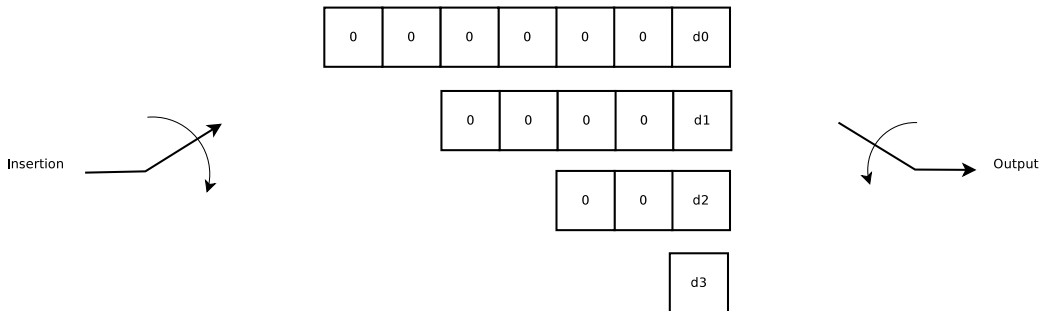 0 0 0 0 0 0 d0
0 0 0 0 d1
Insertion
Output
0 0 d2
d3